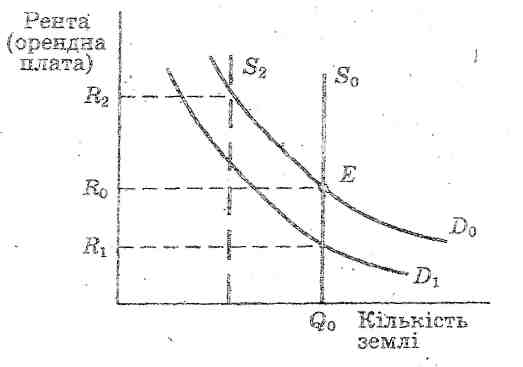 Рента
(орендна
плата)
S₂
S₀
R₂
R₀
E
R₁
D₀
D₁
Q₀
Кількість
землі